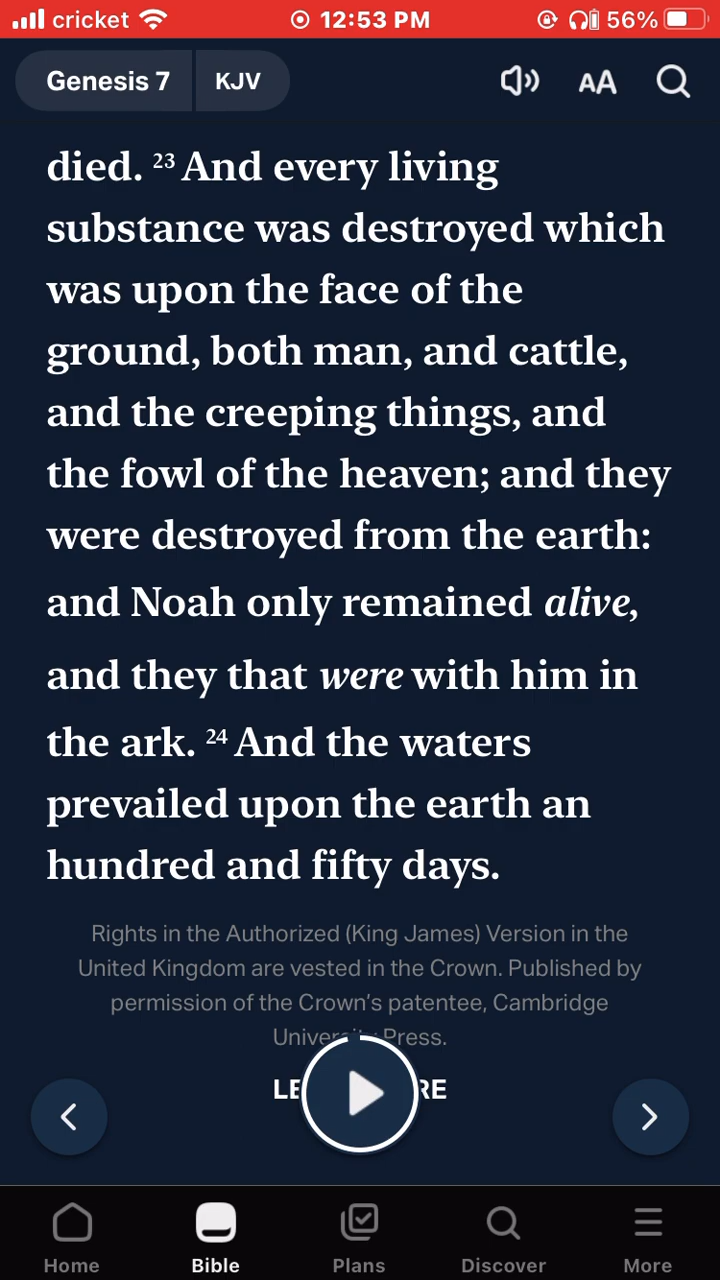 cricket 12:53 PM 56%
Genesis 7 KJV AA
died. 23 And every living
substance was destroyed which
was upon the face of the
ground, both man, and cattle,
and the creeping things, and
the fowl of the heaven; and they
were destroyed from the earth:
and Noah only remained alive,
and they that were with him in
the ark. 24 And the waters
prevailed upon the earth an
hundred and fifty days.
Rights in the Authorized (King James) Version in the
United Kingdom are vested in the Crown. Published by
permission of the Crown's patentee, Cambridge
University Press.
Home Bible Plans Discover More